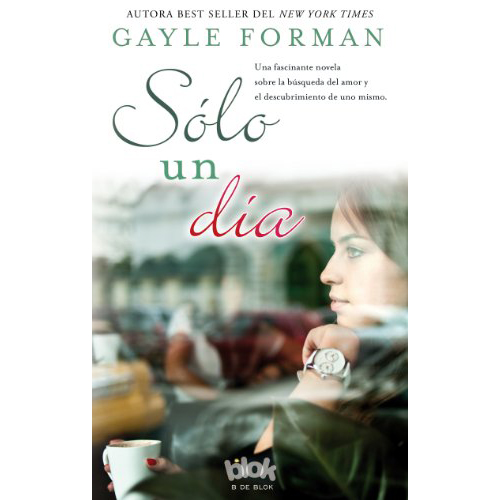 AUTORA BEST SELLER DEL NEW YORK TIMES
GAYLE FORMAN
Una fascinante novela
sobre la búsqueda del amor y
el descubrimiento de uno mismo.
Sólo
un
día
blok
B DE BLOK